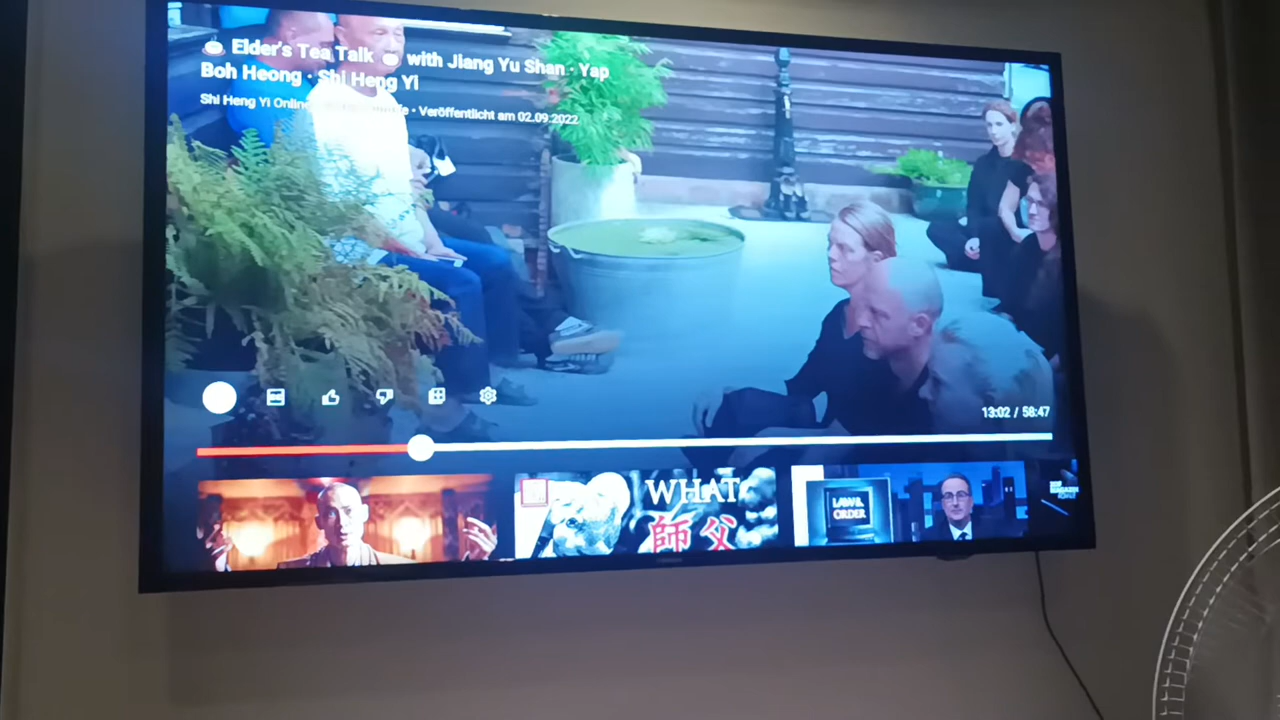 Elder's Tea Talk with Jiang Yu Shan · Yap
Boh Heong · Shi Heng Yi
Shi Heng Yi Online • Veröffentlicht am 02.09.2022
13:02 / 58:47
WHAT
師父
LAW &
ORDER